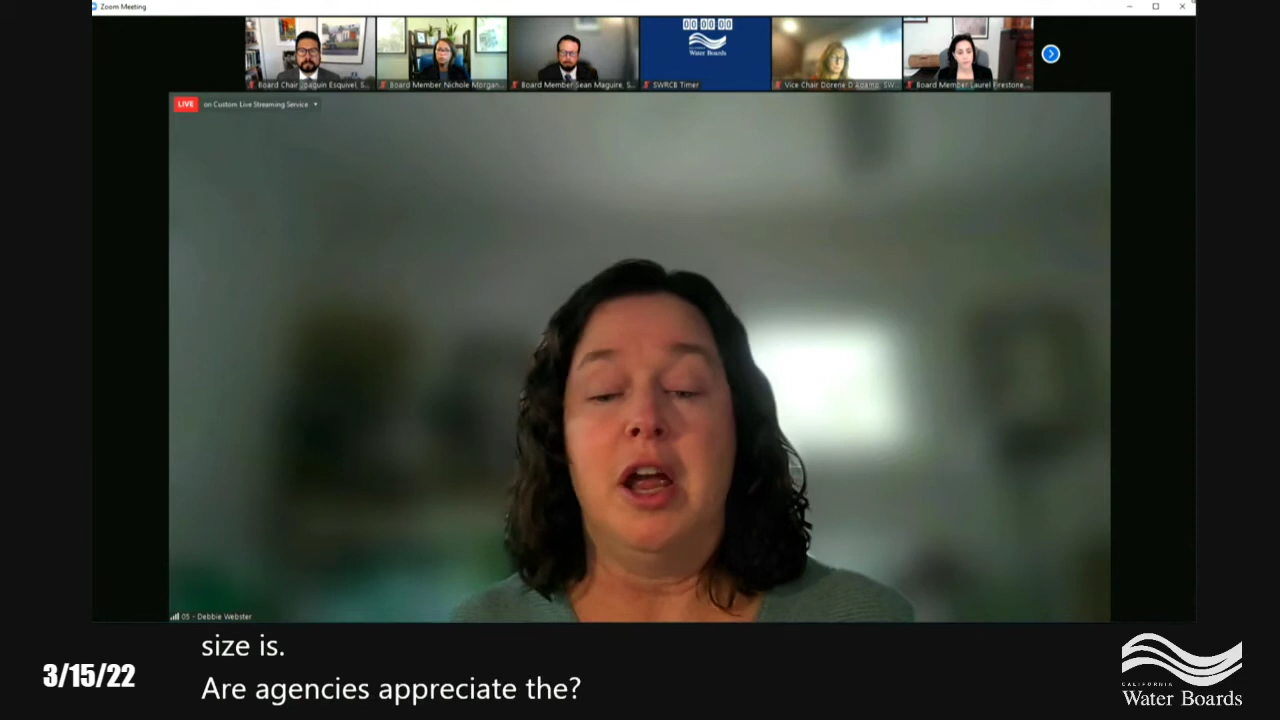 Zoom Meeting
Board Chair Joaquin Esquivel, S...
Board Member Nichole Morgan...
Board Member Sean Maguire, S...
00 00 00
Water Boards
SWRCB Timer
Vice Chair Dorene D'Adamo, SW...
Board Member Laurel Firestone...
LIVE on Custom Live Streaming Service
05 - Debbie Webster
size is.
Are agencies appreciate the?
3/15/22
CALIFORNIA
Water Boards